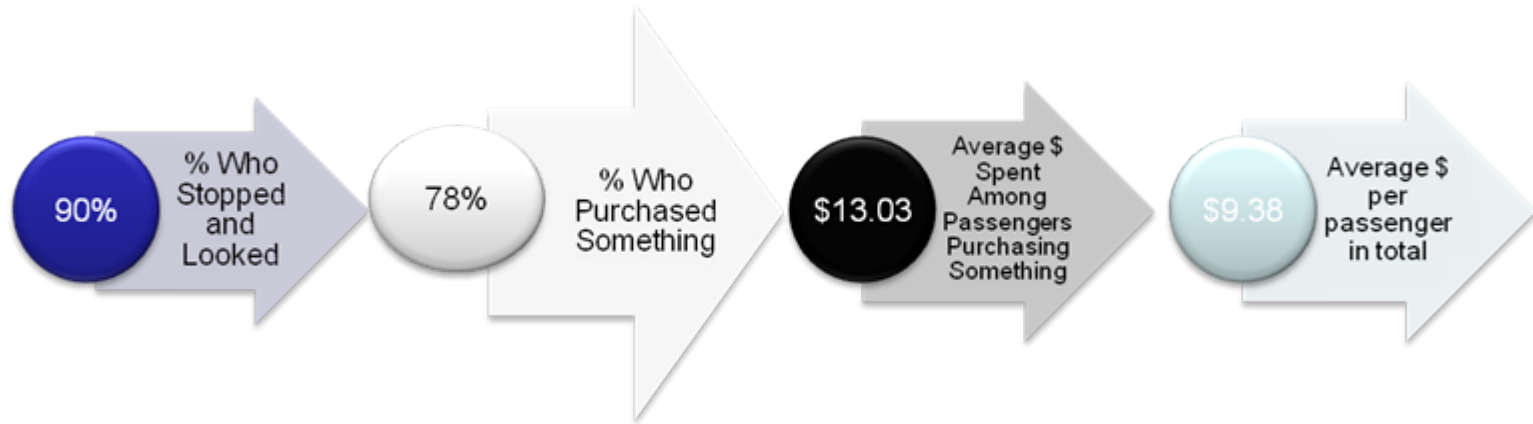 90%
% Who
Stopped
and
Looked
78%
% Who
Purchased
Something
$13.03
Average $
Spent
Among
Passengers
Purchasing
Something
$9.38
Average $
per
passenger
in total